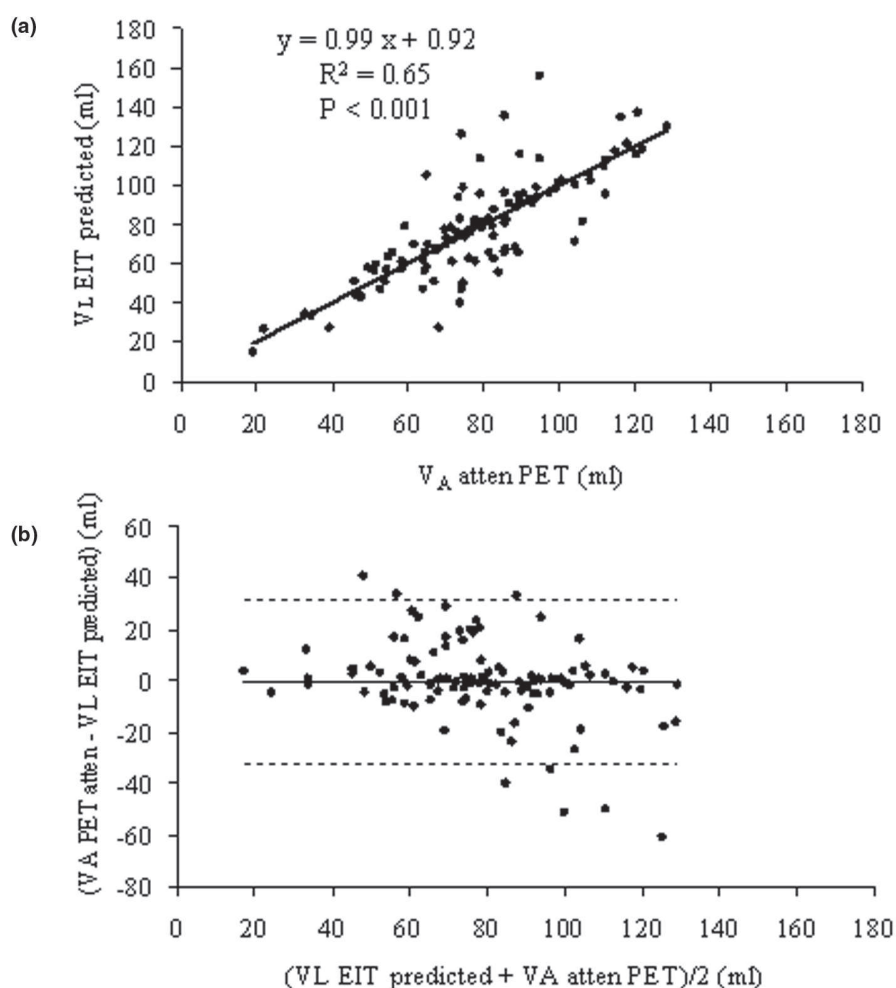 (a)
y = 0.99 x + 0.92
R² = 0.65
P < 0.001
VL EIT predicted (ml)
180
160
140
120
100
80
60
40
20
0
0 20 40 60 80 100 120 140 160 180
VA atten PET (ml)
(b)
(VA PET atten - VL EIT predicted) (ml)
60
40
20
0
-20
-40
-60
-80
0 20 40 60 80 100 120 140 160 180
(VL EIT predicted + VA atten PET)/2 (ml)